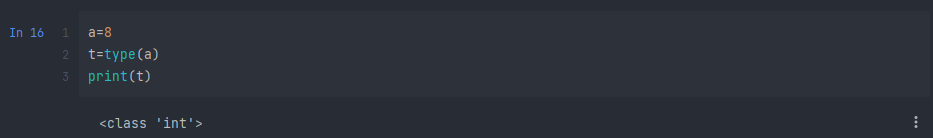 In 16 1 a=8
2 t=type(a)
3 print(t)
<class 'int'>